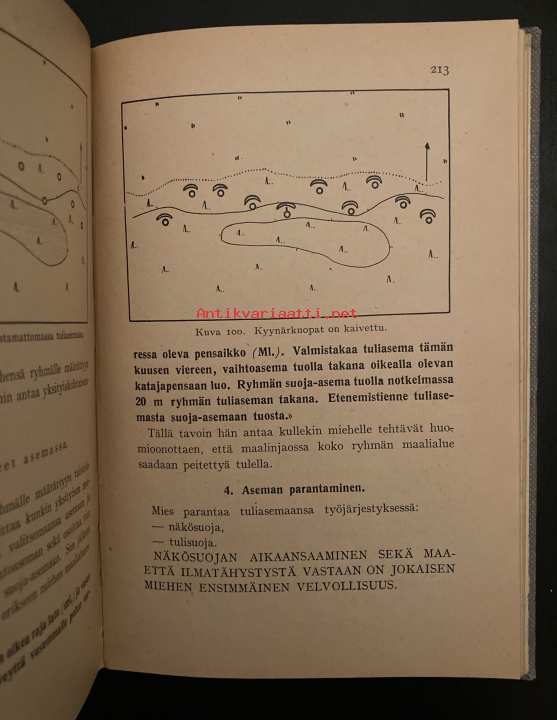 213
Antikvariaatti.net
Kuva 100. Kyynärkuopat on kaivettu.
ressa oleva pensaikko (Ml.). Valmistakaa tuliasema tämän
kuusen viereen, vaihtoasema tuolla takana oikealla olevan
katajapensaan luo. Ryhmän suoja-asema tuolla notkelmassa
20 m ryhmän tuliaseman takana. Etenemistienne tuliase-
masta suoja-asemaan tuosta.»
Tällä tavoin hän antaa kullekin miehelle tehtävät huo-
mioonottaen, että maalinjaossa koko ryhmän maalialue
saadaan peitettyä tulella.
4. Aseman parantaminen.
Mies parantaa tuliasemaansa työjärjestyksessä:
— näkösuoja,
— tulisuoja.
NÄKÖSUOJAN AIKAANSAAMINEN SEKÄ MAA-
ETTÄ ILMATÄHYSTYSTÄ VASTAAN ON JOKAISEN
MIEHEN ENSIMMÄINEN VELVOLLISUUS.